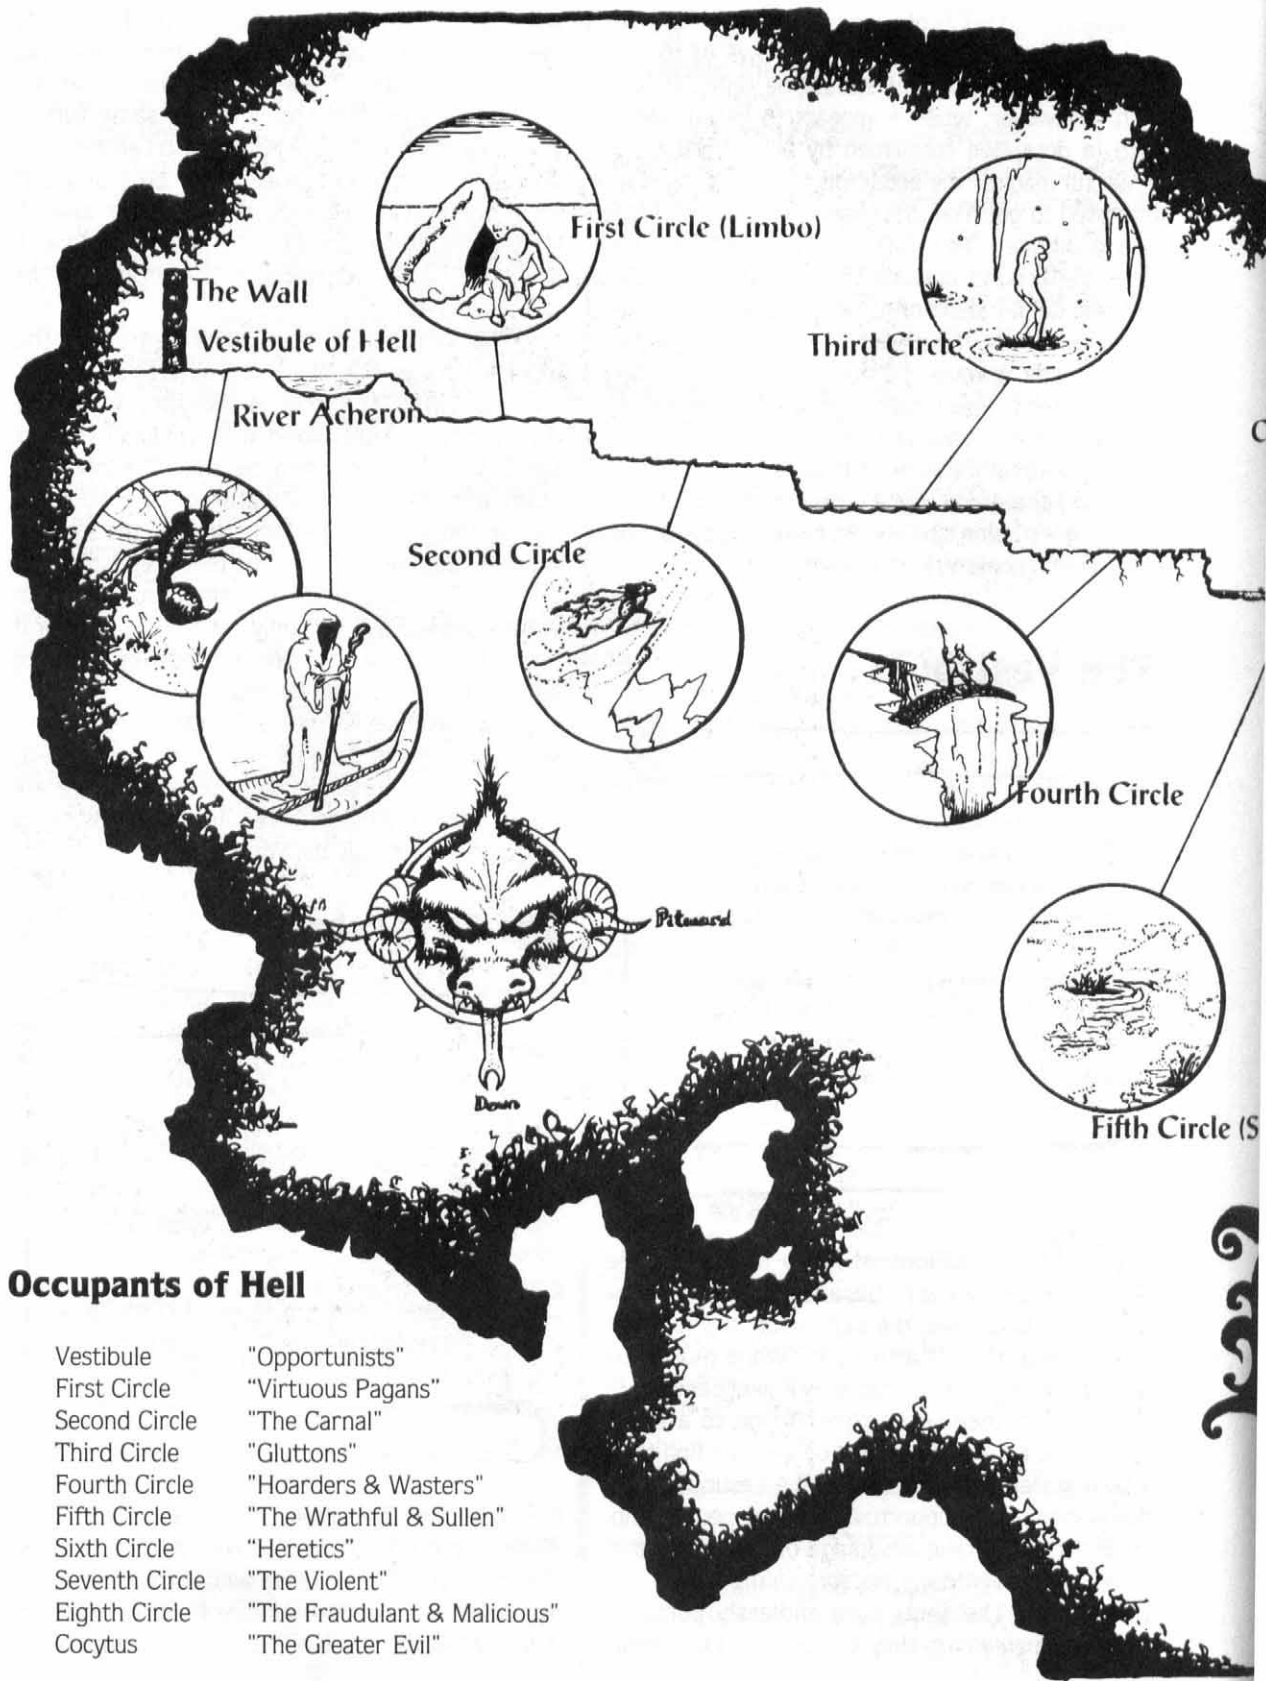 First Circle (Limbo)
The Wall
Vestibule of Hell
Third Circle
River Acheron
C
Second Circle
Fourth Circle
Pitward
Down
Fifth Circle (S
Occupants of Hell
Vestibule "Opportunists"
First Circle "Virtuous Pagans"
Second Circle "The Carnal"
Third Circle "Gluttons"
Fourth Circle "Hoarders & Wasters"
Fifth Circle "The Wrathful & Sullen"
Sixth Circle "Heretics"
Seventh Circle "The Violent"
Eighth Circle "The Fraudulant & Malicious"
Cocytus "The Greater Evil"